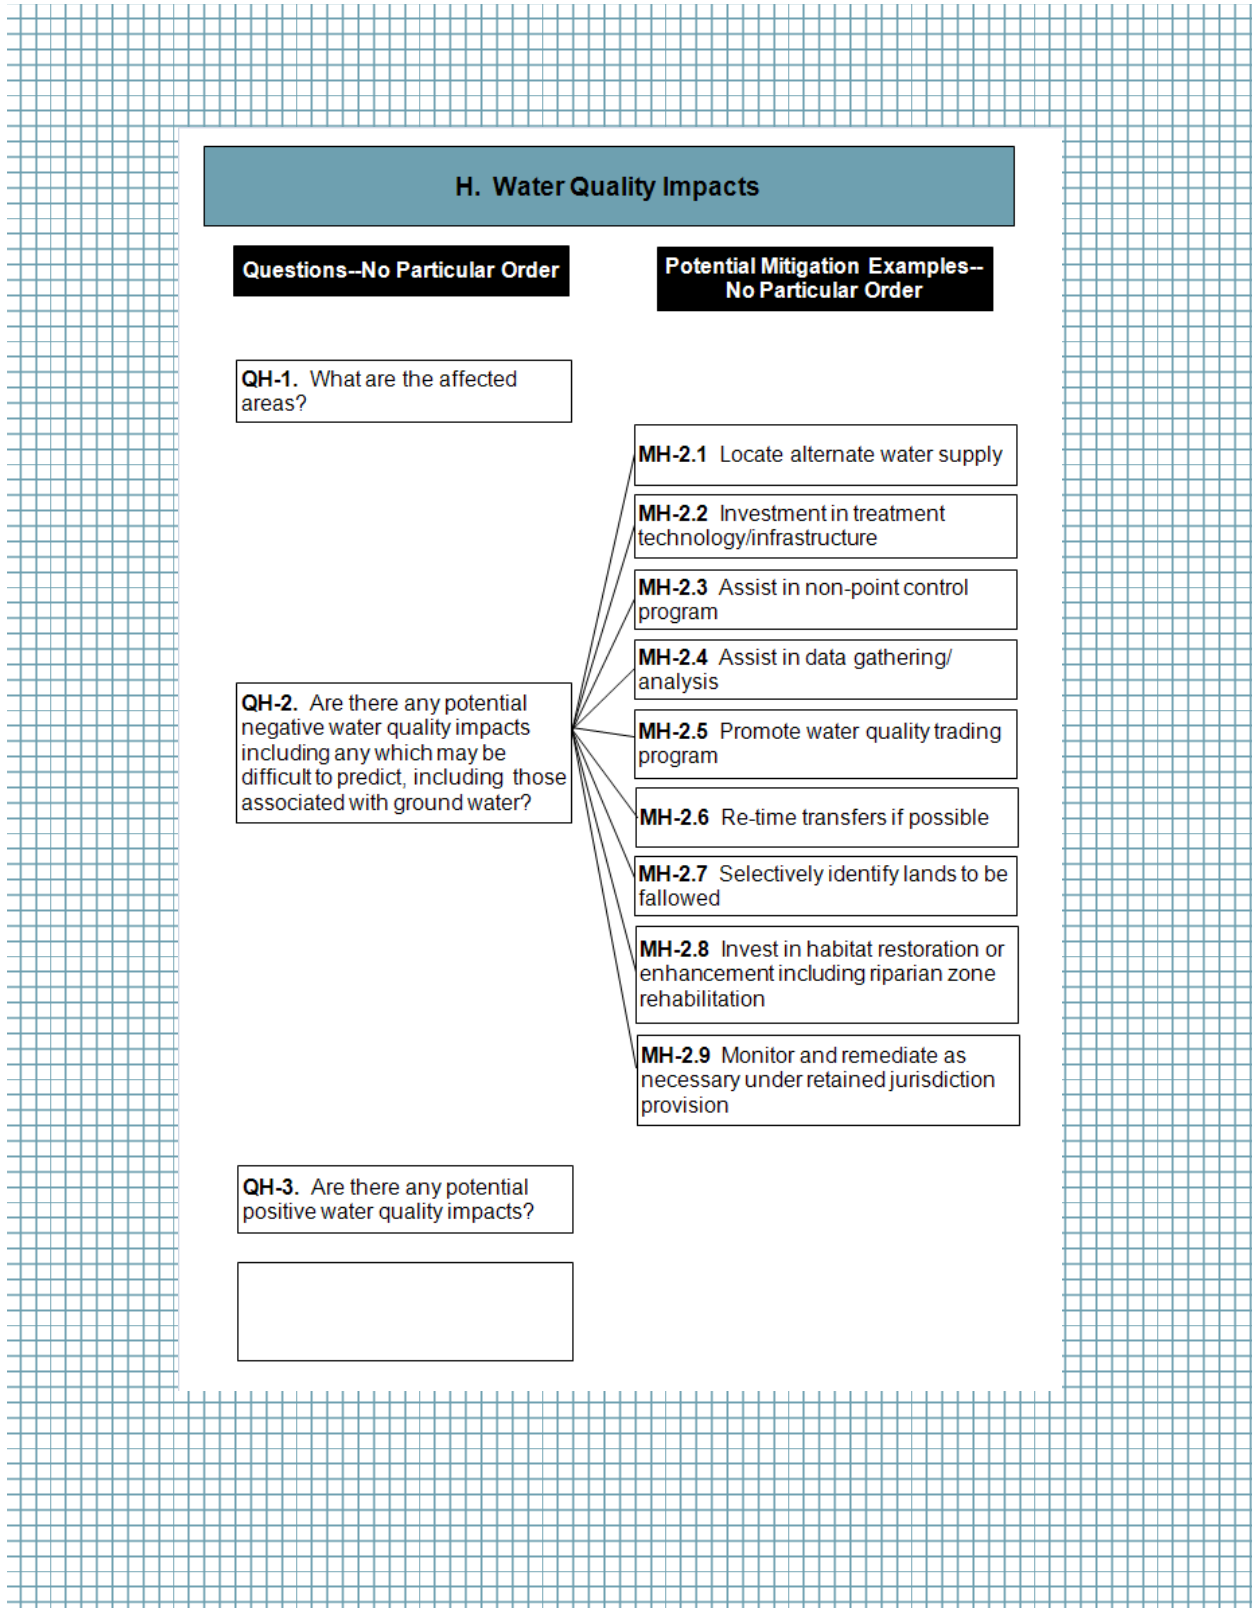 H. Water Quality Impacts
Questions--No Particular Order
Potential Mitigation Examples--
No Particular Order
QH-1. What are the affected
areas?
MH-2.1 Locate alternate water supply
MH-2.2 Investment in treatment
technology/infrastructure
MH-2.3 Assist in non-point control
program
MH-2.4 Assist in data gathering/
analysis
QH-2. Are there any potential
negative water quality impacts
including any which may be
difficult to predict, including those
associated with ground water?
MH-2.5 Promote water quality trading
program
MH-2.6 Re-time transfers if possible
MH-2.7 Selectively identify lands to be
fallowed
MH-2.8 Invest in habitat restoration or
enhancement including riparian zone
rehabilitation
MH-2.9 Monitor and remediate as
necessary under retained jurisdiction
provision
QH-3. Are there any potential
positive water quality impacts?